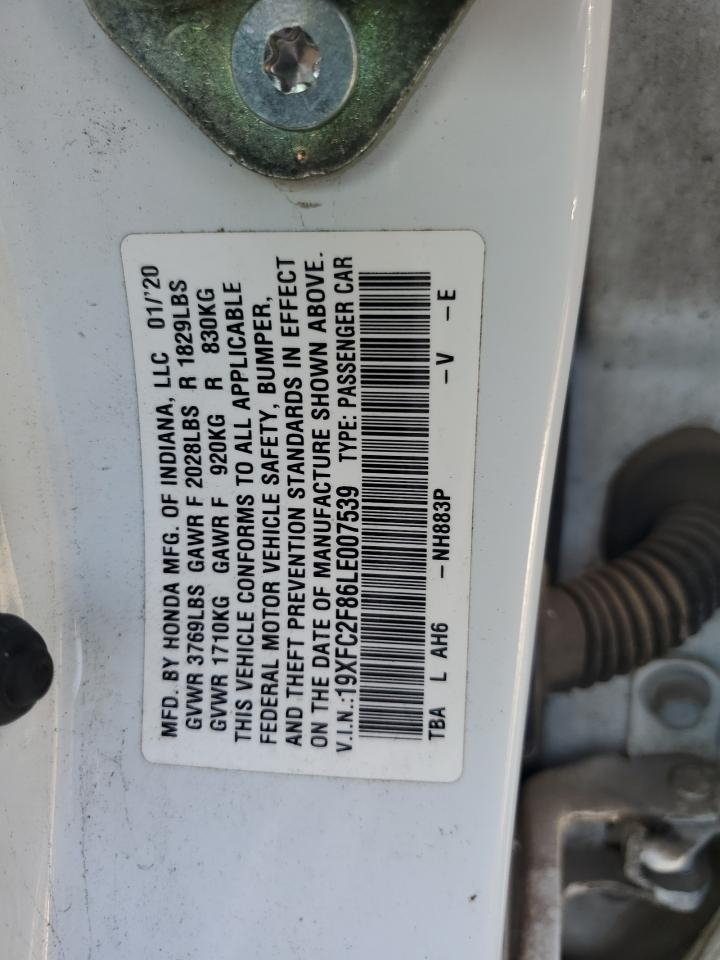 MFD. BY HONDA MFG. OF INDIANA, LLC 01/'20
GVWR 3769LBS GAWR F 2028LBS R 1829LBS
GVWR 1710KG GAWR F 920KG R 830KG
THIS VEHICLE CONFORMS TO ALL APPLICABLE
FEDERAL MOTOR VEHICLE SAFETY, BUMPER,
AND THEFT PREVENTION STANDARDS IN EFFECT
ON THE DATE OF MANUFACTURE SHOWN ABOVE.
V.I.N.:19XFC2F86LE007539 TYPE: PASSENGER CAR
TBA L AH6 -NH883P -V -E